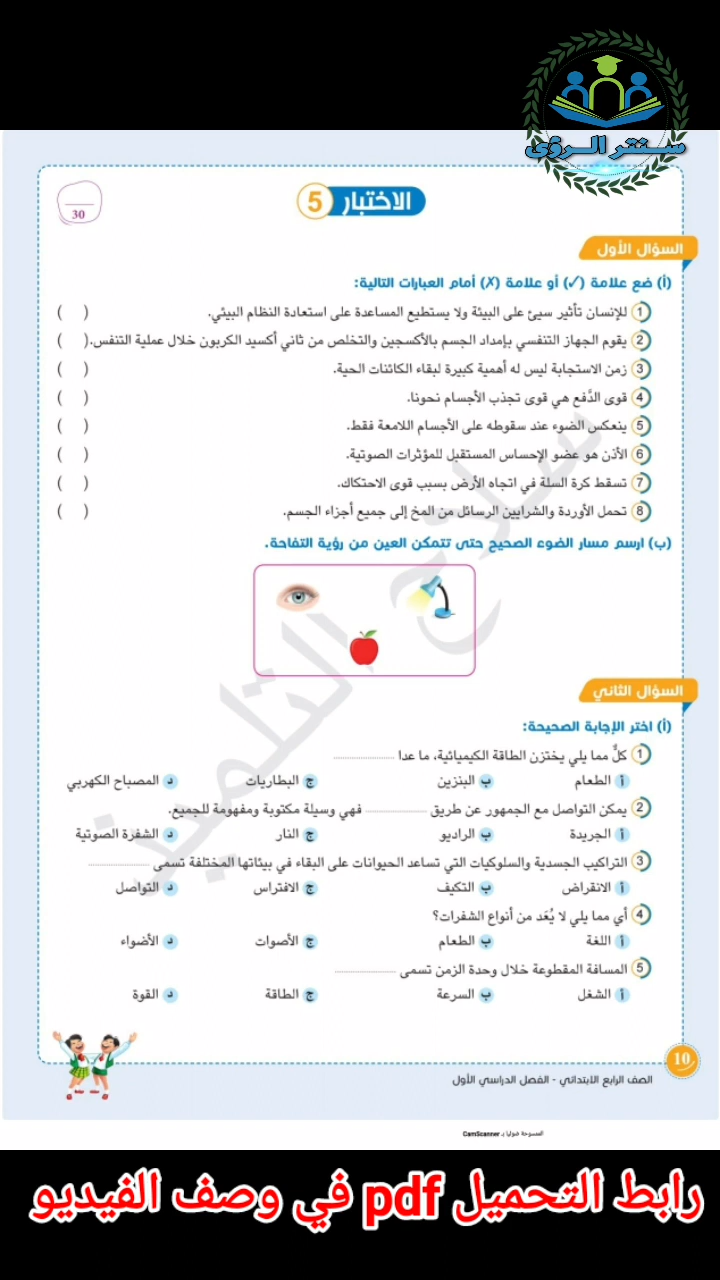 سنتر الرؤى
30
الاختبار 5
السؤال الأول
(أ) ضع علامة (✓) أو علامة (✗) أمام العبارات التالية:
1 للإنسان تأثير سيئ على البيئة ولا يستطيع المساعدة على استعادة النظام البيئي. ( )
2 يقوم الجهاز التنفسي بإمداد الجسم بالأكسجين والتخلص من ثاني أكسيد الكربون خلال عملية التنفس. ( )
3 زمن الاستجابة ليس له أهمية كبيرة لبقاء الكائنات الحية. ( )
4 قوى الدَّفع هي قوى تجذب الأجسام نحونا. ( )
5 ينعكس الضوء عند سقوطه على الأجسام اللامعة فقط. ( )
6 الأذن هو عضو الإحساس المستقبل للمؤثرات الصوتية. ( )
7 تسقط كرة السلة في اتجاه الأرض بسبب قوى الاحتكاك. ( )
8 تحمل الأوردة والشرايين الرسائل من المخ إلى جميع أجزاء الجسم. ( )
(ب) ارسم مسار الضوء الصحيح حتى تتمكن العين من رؤية التفاحة.
سلاح التلميذ
السؤال الثاني
(أ) اختر الإجابة الصحيحة:
1 كلٌّ مما يلي يختزن الطاقة الكيميائية، ما عدا ..................
أ الطعام ب البنزين ج البطاريات د المصباح الكهربي
2 يمكن التواصل مع الجمهور عن طريق .................. فهي وسيلة مكتوبة ومفهومة للجميع.
أ الجريدة ب الراديو ج النار د الشفرة الصوتية
3 التراكيب الجسدية والسلوكيات التي تساعد الحيوانات على البقاء في بيئاتها المختلفة تسمى ..................
أ الانقراض ب التكيف ج الافتراس د التواصل
4 أي مما يلي لا يُعَد من أنواع الشفرات؟
أ اللغة ب الطعام ج الأصوات د الأضواء
5 المسافة المقطوعة خلال وحدة الزمن تسمى ..................
أ الشغل ب السرعة ج الطاقة د القوة
10
الصف الرابع الابتدائي - الفصل الدراسي الأول
الممسوحة ضوئيا بـ CamScanner
رابط التحميل pdf في وصف الفيديو